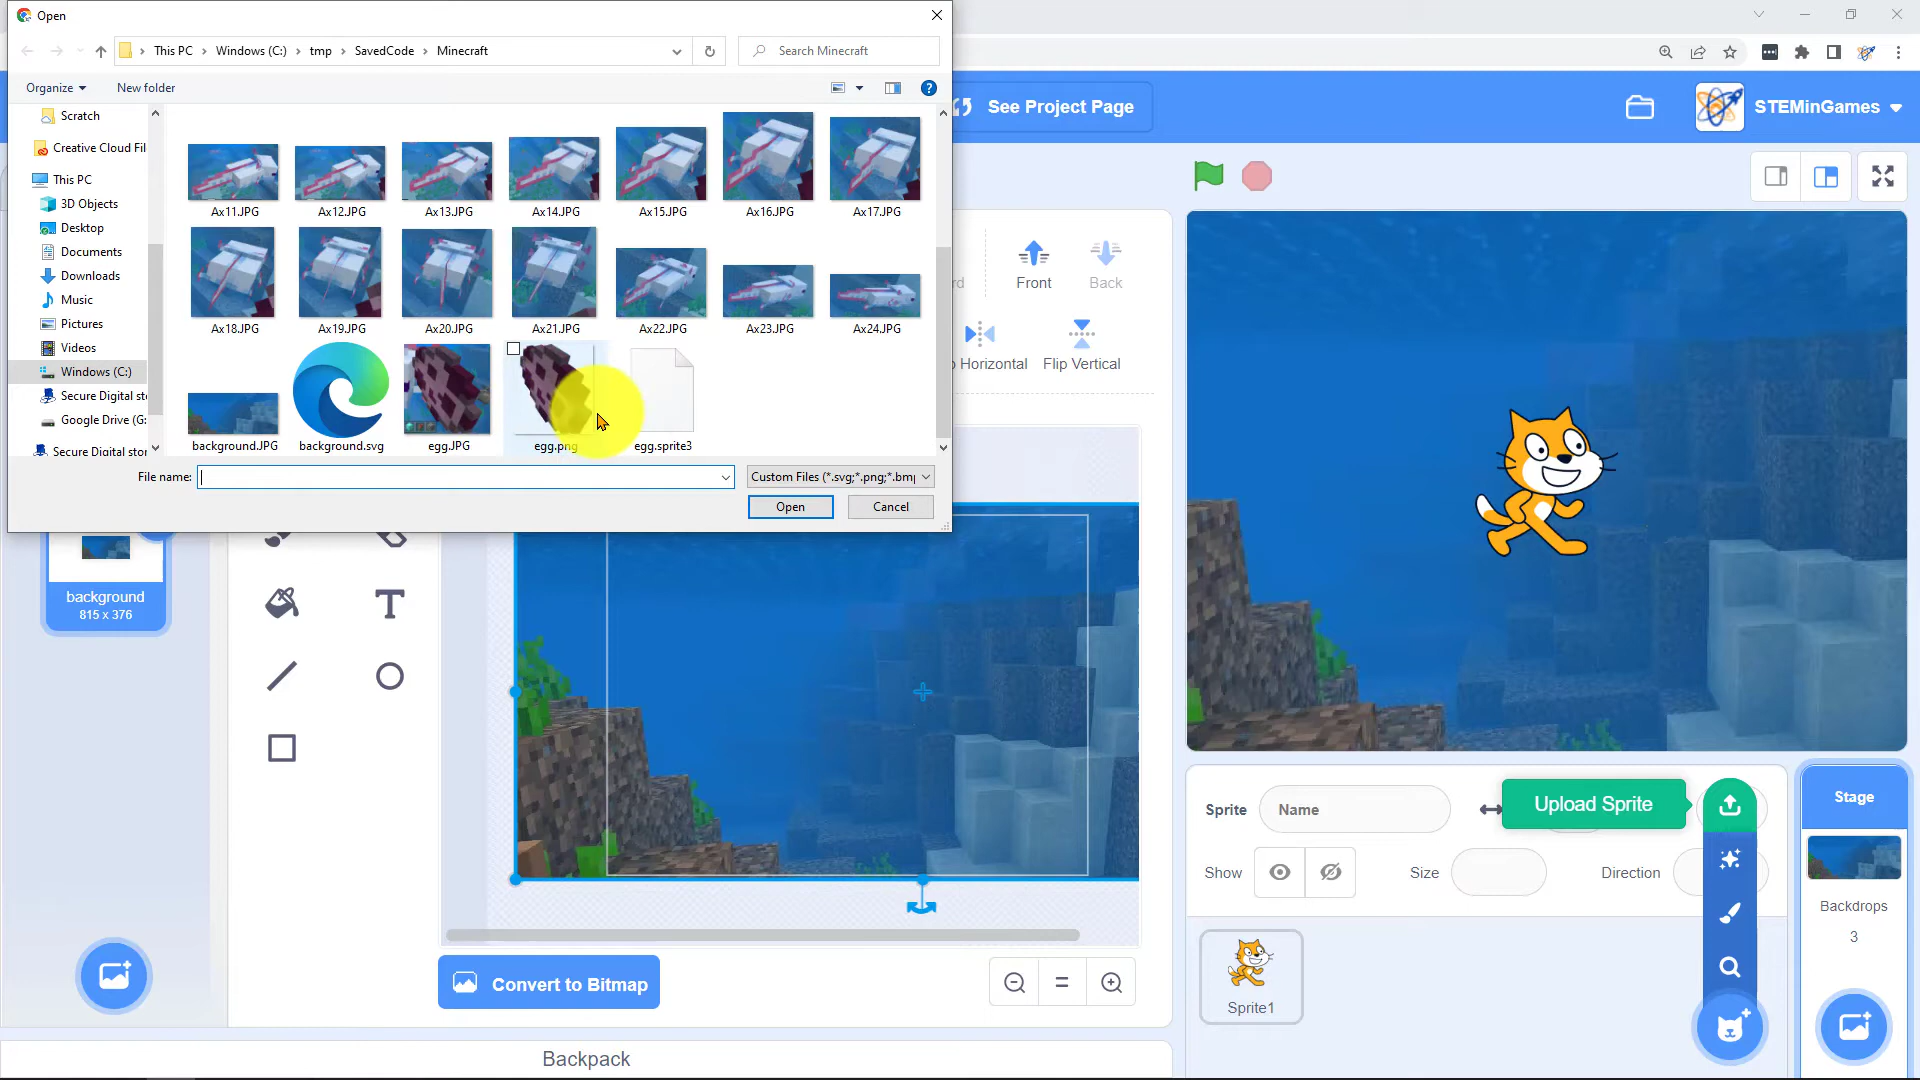 Open
This PC > Windows (C:) > tmp > SavedCode > Minecraft
Search Minecraft
Organize
New folder
Scratch
Creative Cloud Fil
This PC
3D Objects
Desktop
Documents
Downloads
Music
Pictures
Videos
Windows (C:)
Secure Digital sto
Google Drive (G:
Secure Digital stor
Ax11.JPG
Ax12.JPG
Ax13.JPG
Ax14.JPG
Ax15.JPG
Ax16.JPG
Ax17.JPG
Ax18.JPG
Ax19.JPG
Ax20.JPG
Ax21.JPG
Ax22.JPG
Ax23.JPG
Ax24.JPG
background.JPG
background.svg
egg.JPG
egg.png
egg.sprite3
File name:
Custom Files (*.svg;*.png;*.bmp
Open
Cancel
See Project Page
STEMinGames
Front
Back
Horizontal
Flip Vertical
background
815 x 376
T
Convert to Bitmap
Backpack
Sprite
Name
Upload Sprite
Show
Size
Direction
Sprite1
Stage
Backdrops
3